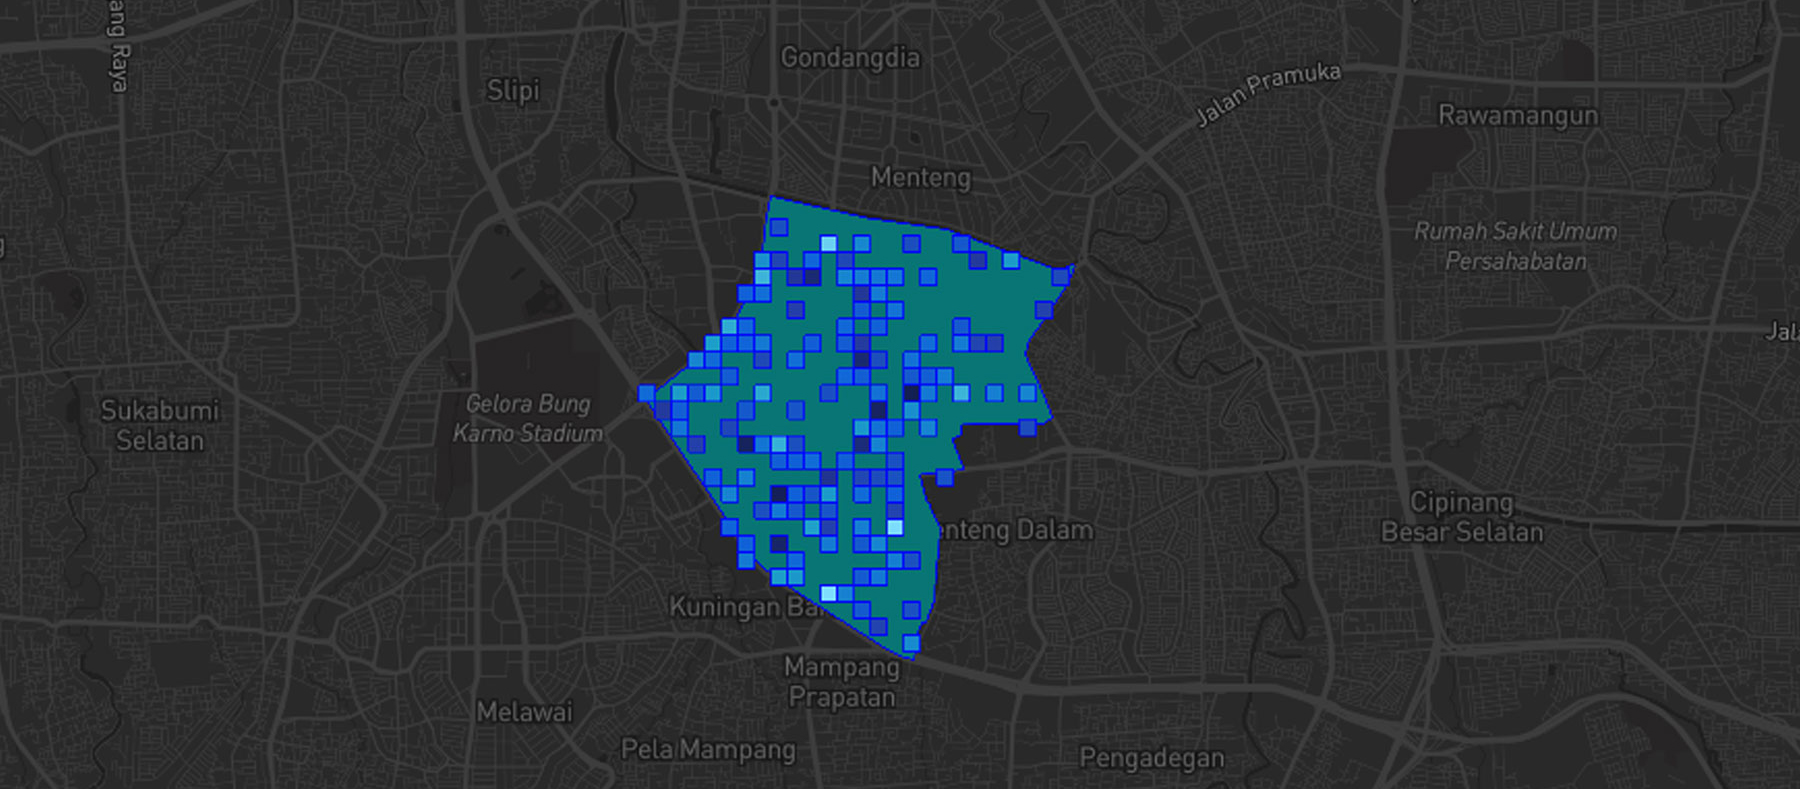 ang Raya
Gondangdia
Slipi
Jalan Pramuka
Rawamangun
Menteng
Rumah Sakit Umum
Persahabatan
Jal
Gelora Bung
Karno Stadium
Sukabumi
Selatan
Cipinang
Besar Selatan
enteng Dalam
Kuningan Ba
Mampang
Prapatan
Melawai
Pela Mampang
Pengadegan